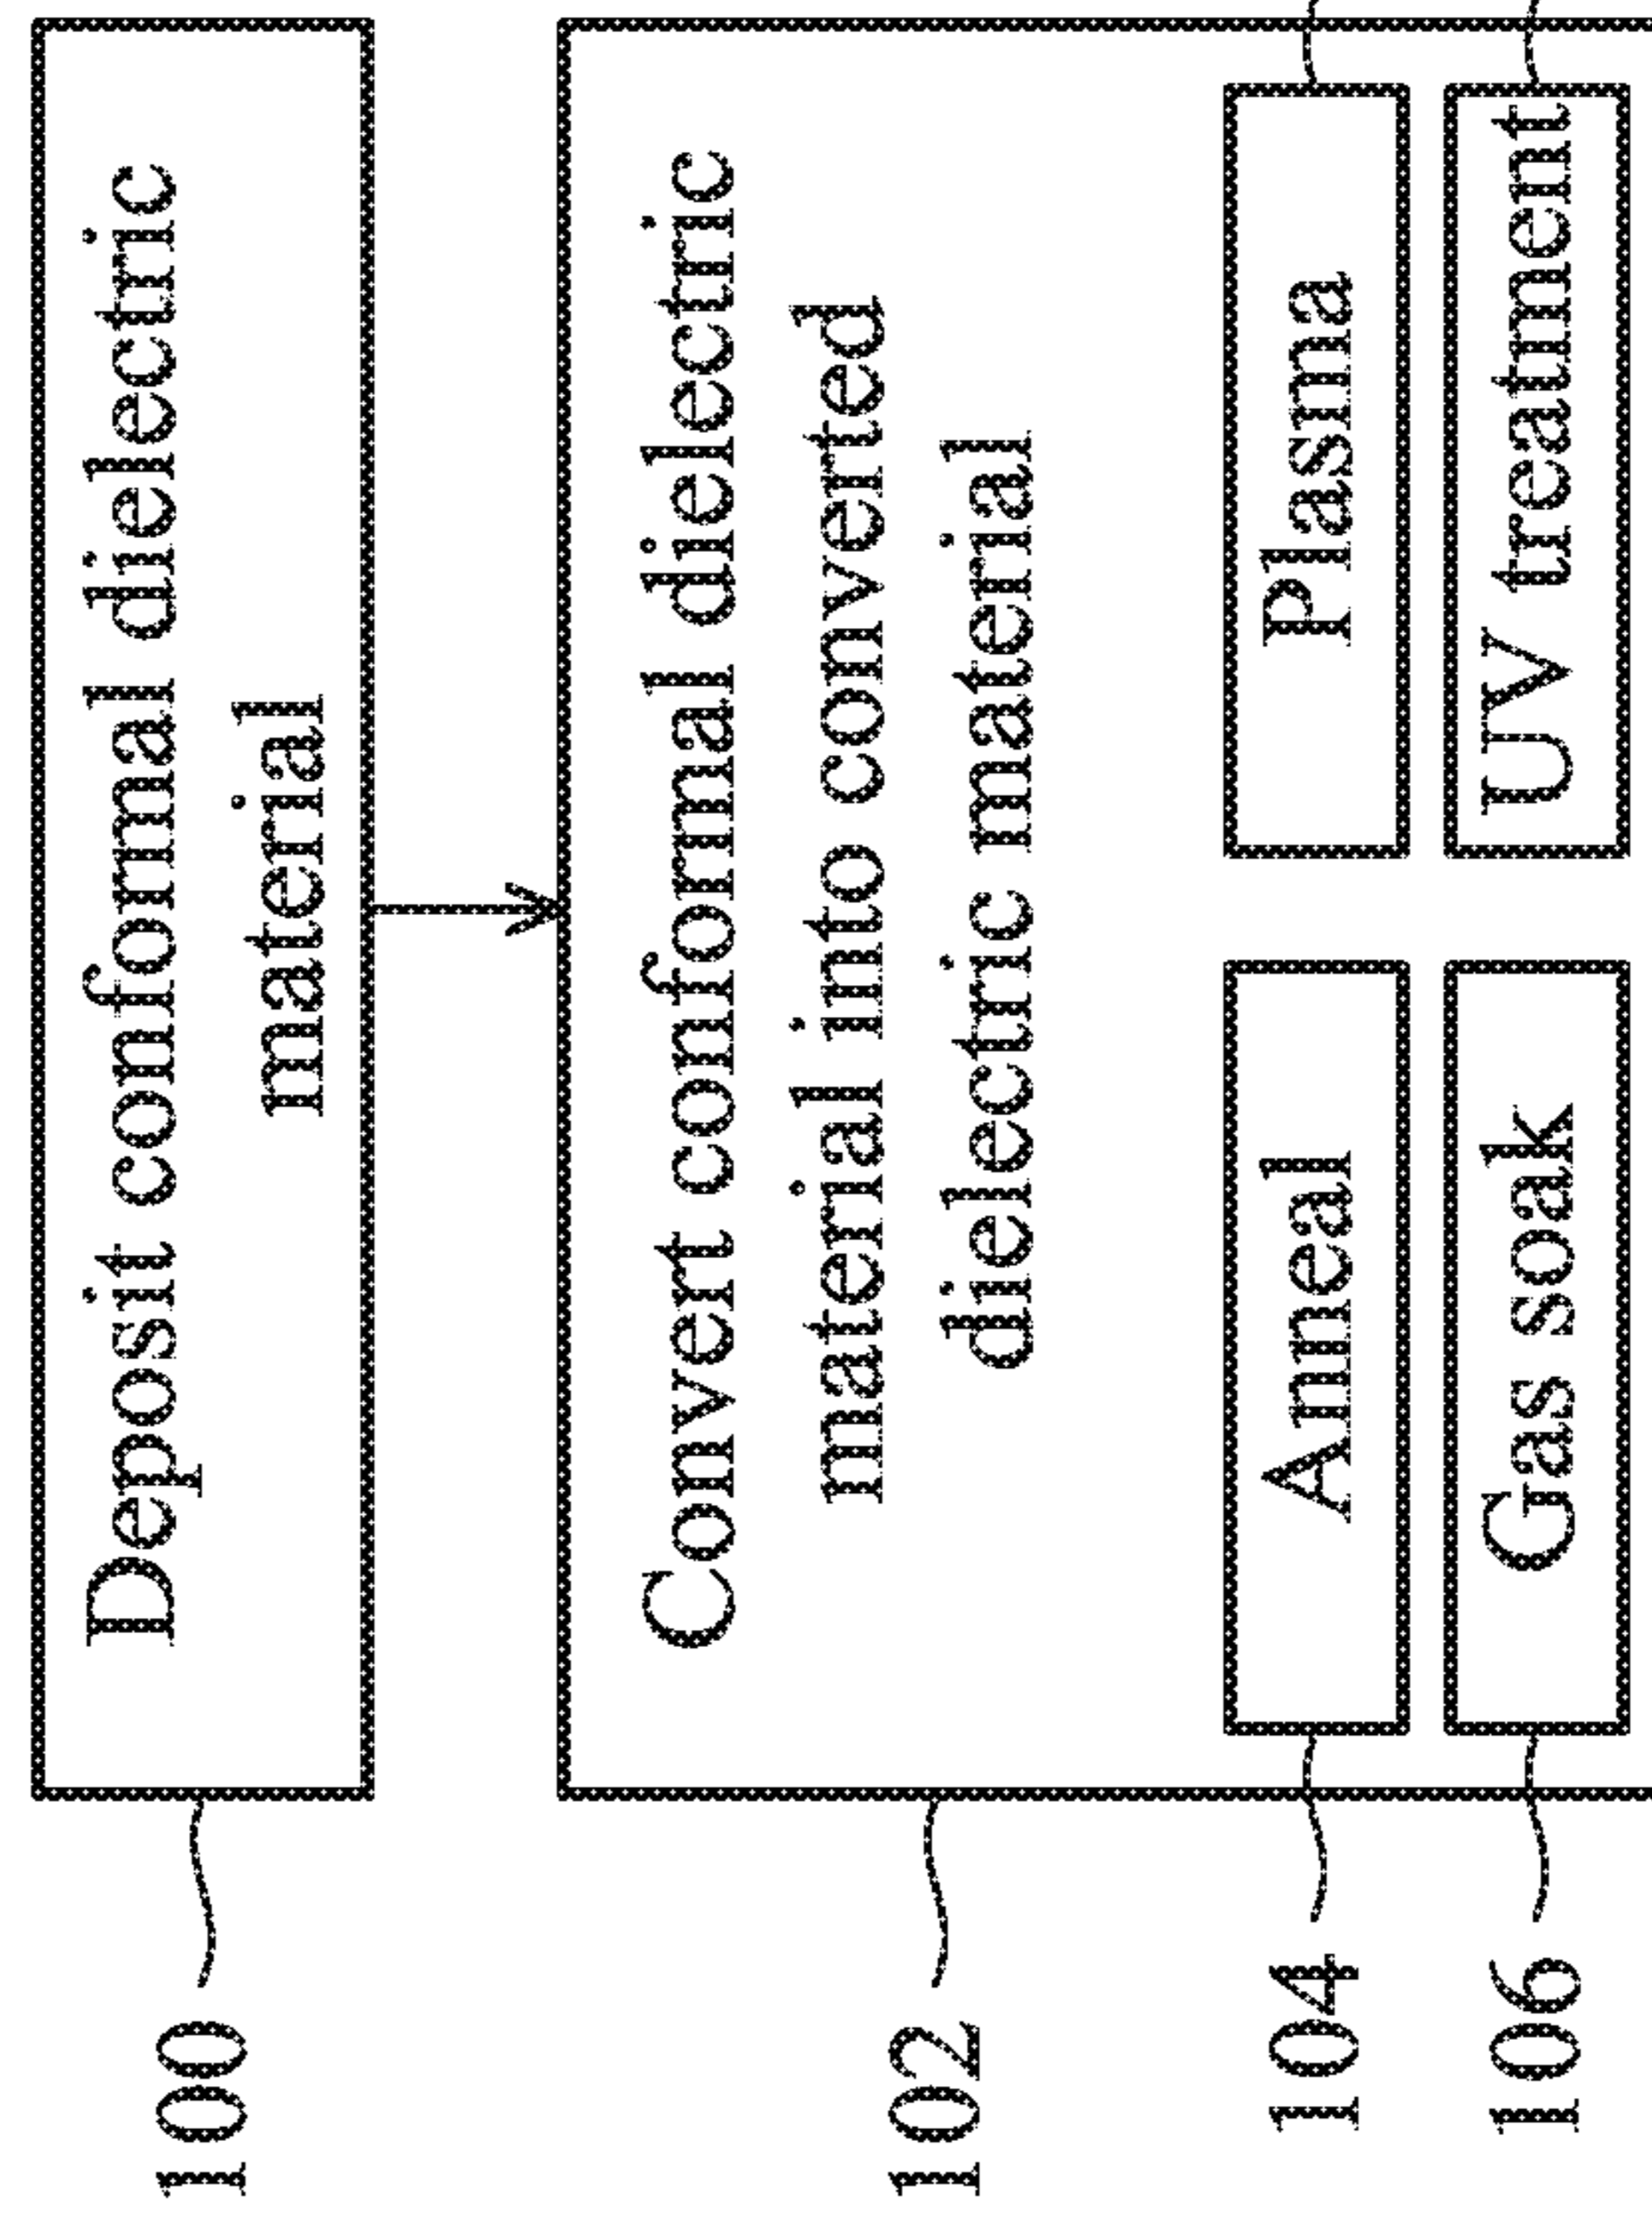 100
Deposit conformal dielectric
material
102
Convert conformal dielectric
material into converted
dielectric material
104
Anneal
Plasma
106
Gas soak
UV treatment